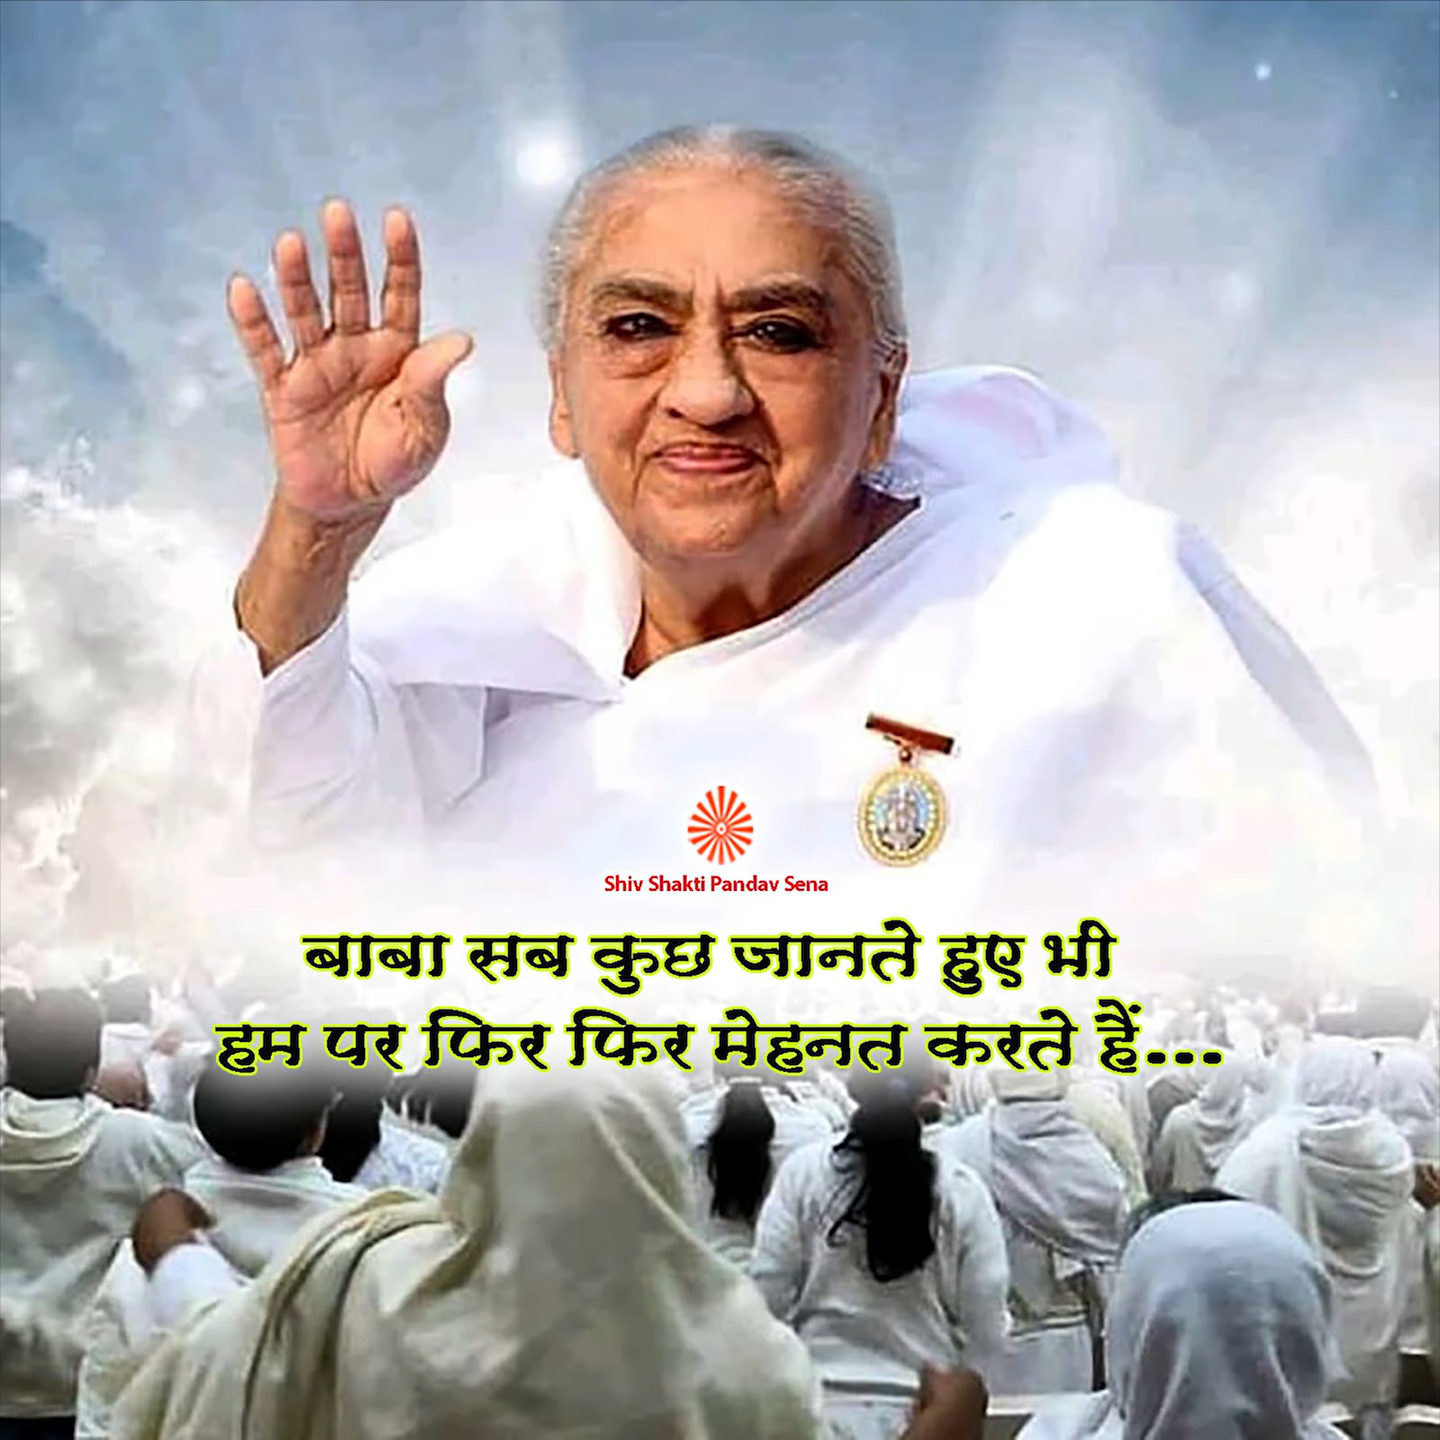 Shiv Shakti Pandav Sena
बाबा सब कुछ जानते हुए भी
हम पर फिर फिर मेहनत करते हैं...